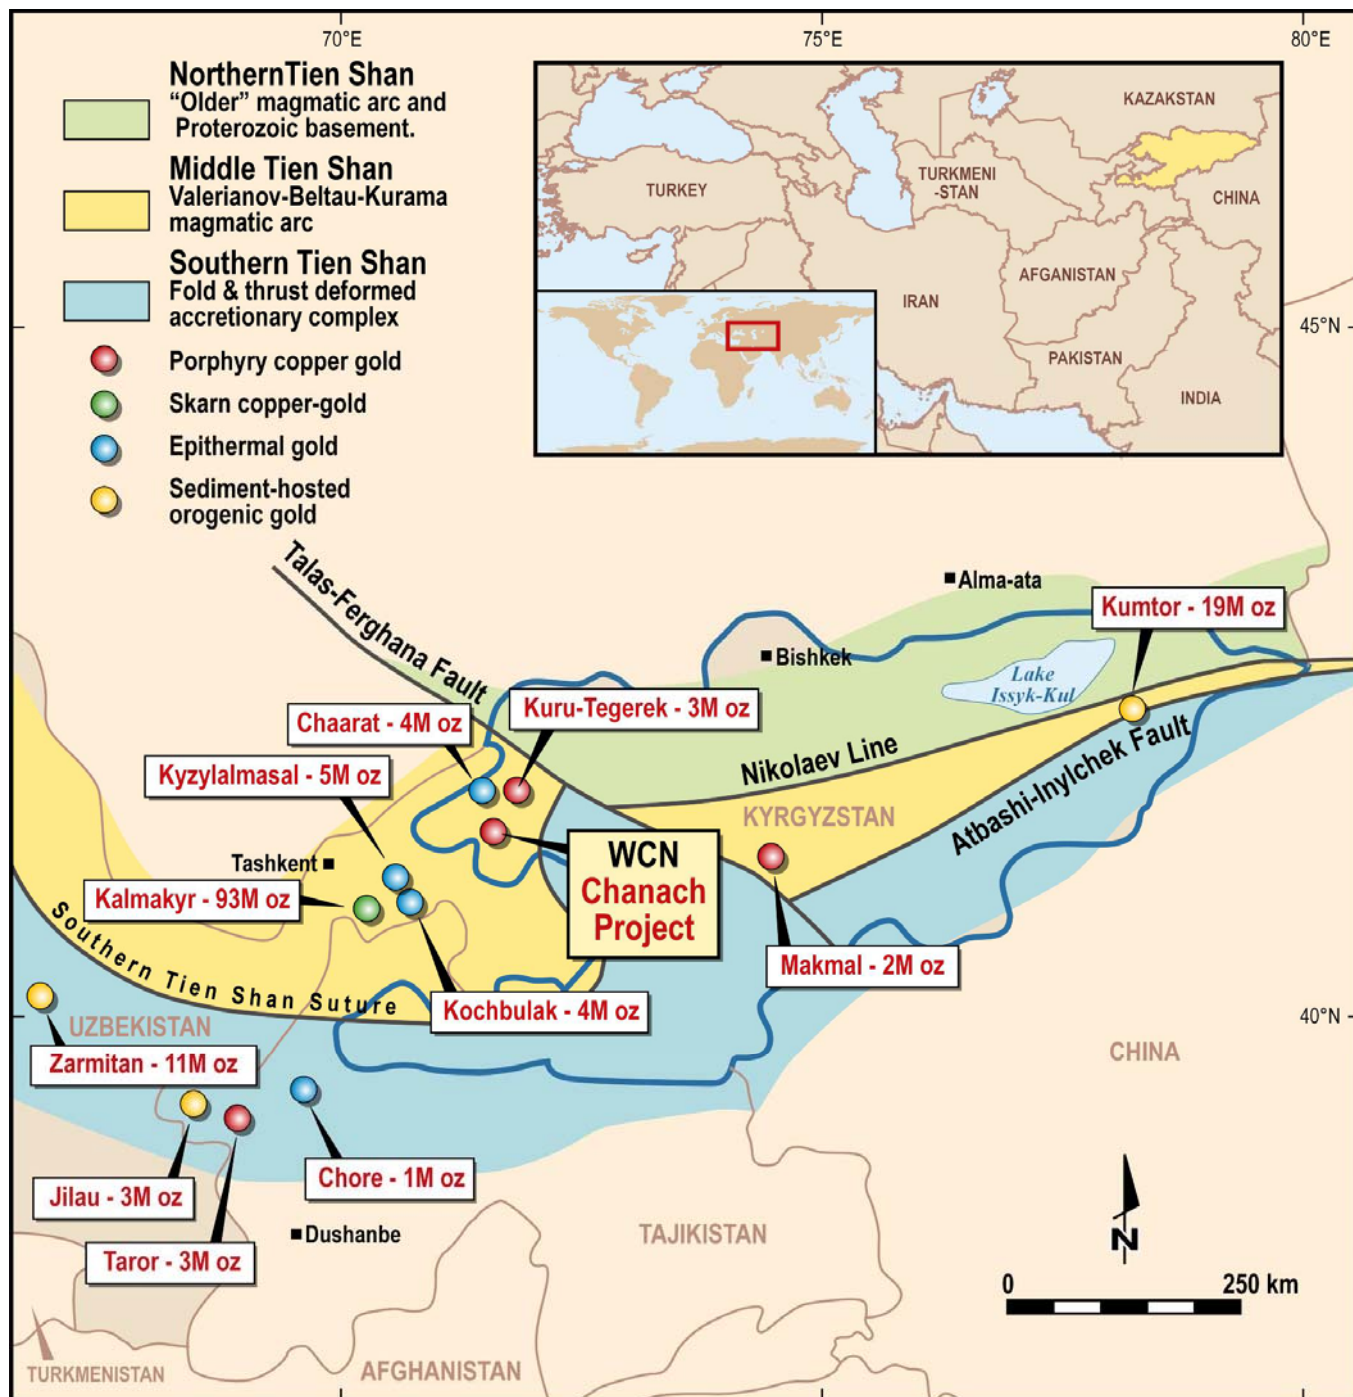 70°E
75°E
80°E
NorthernTien Shan
“Older” magmatic arc and
Proterozoic basement.
Middle Tien Shan
Valerianov-Beltau-Kurama
magmatic arc
Southern Tien Shan
Fold & thrust deformed
accretionary complex
Porphyry copper gold
Skarn copper-gold
Epithermal gold
Sediment-hosted
orogenic gold
KAZAKSTAN
TURKEY
TURKMENI
-STAN
CHINA
AFGANISTAN
IRAN
PAKISTAN
INDIA
45°N
Talas-Ferghana Fault
Alma-ata
Kumtor - 19M oz
Bishkek
Lake
Issyk-Kul
Chaarat - 4M oz
Kuru-Tegerek - 3M oz
Nikolaev Line
Atbashi-Inylchek Fault
Kyzylalmasal - 5M oz
KYRGYZSTAN
Tashkent
WCN
Chanach
Project
Kalmakyr - 93M oz
Southern Tien Shan Suture
Makmal - 2M oz
Kochbulak - 4M oz
UZBEKISTAN
40°N
Zarmitan - 11M oz
CHINA
Chore - 1M oz
Jilau - 3M oz
Dushanbe
TAJIKISTAN
Taror - 3M oz
N
0
250 km
TURKMENISTAN
AFGHANISTAN